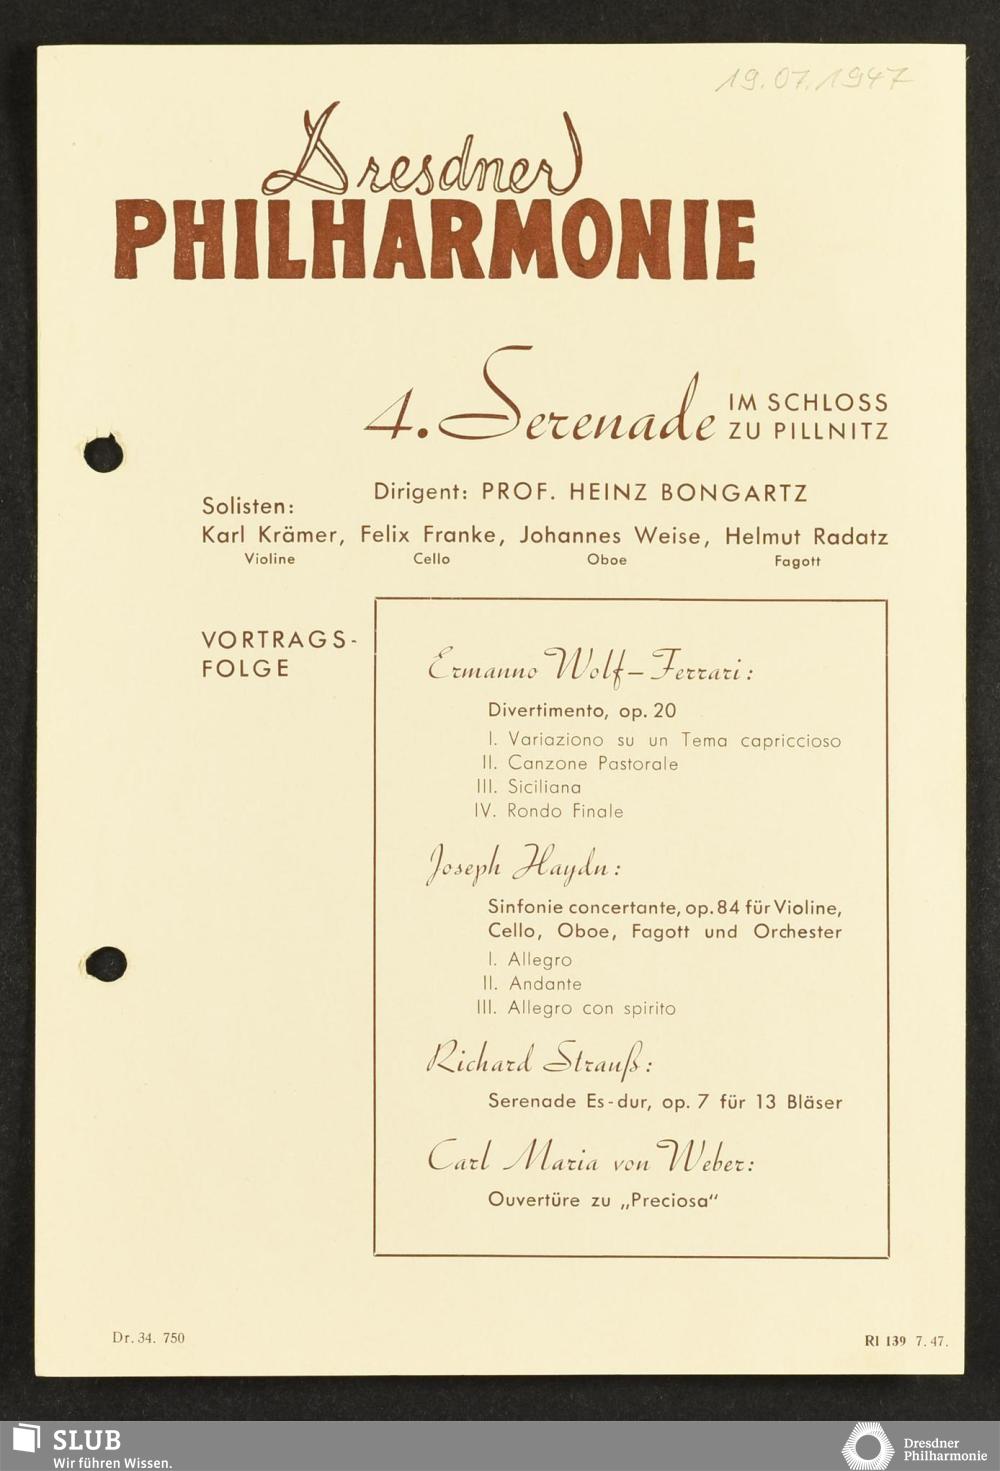 19.07.1947
Dresdner
PHILHARMONIE
4. Serenade IM SCHLOSS
ZU PILLNITZ
Dirigent: PROF. HEINZ BONGARTZ
Solisten:
Karl Krämer, Felix Franke, Johannes Weise, Helmut Radatz
Violine Cello Oboe Fagott
VORTRAGS-
FOLGE
Ermanno Wolf-Ferrari:
Divertimento, op. 20
I. Variaziono su un Tema capriccioso
II. Canzone Pastorale
III. Siciliana
IV. Rondo Finale
Joseph Haydn:
Sinfonie concertante, op. 84 für Violine,
Cello, Oboe, Fagott und Orchester
I. Allegro
II. Andante
III. Allegro con spirito
Richard Strauß:
Serenade Es-dur, op. 7 für 13 Bläser
Carl Maria von Weber:
Ouvertüre zu „Preciosa“
Dr. 34. 750
Rl 139 7. 47.
SLUB
Wir führen Wissen.
Dresdner
Philharmonie